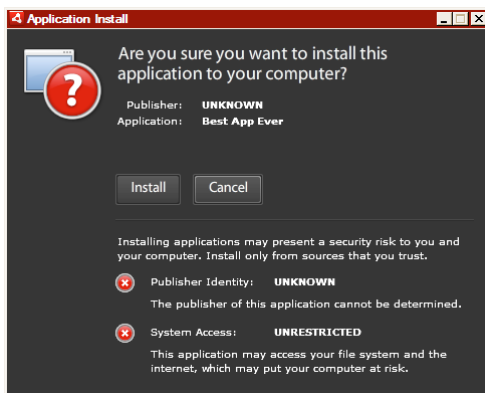 Application Install
Are you sure you want to install this
application to your computer?
Publisher: UNKNOWN
Application: Best App Ever
Install Cancel
Installing applications may present a security risk to you and
your computer. Install only from sources that you trust.
Publisher Identity: UNKNOWN
The publisher of this application cannot be determined.
System Access: UNRESTRICTED
This application may access your file system and the
internet, which may put your computer at risk.